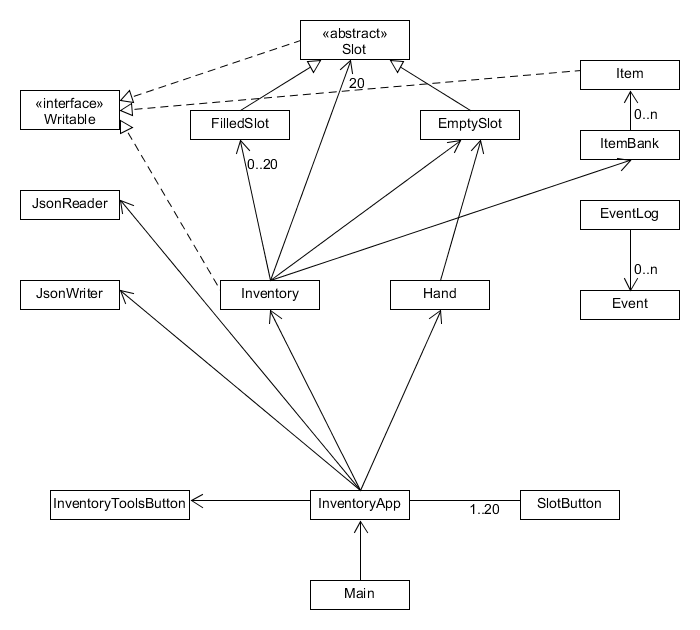 «abstract»
Slot
Item
20
«interface»
Writable
FilledSlot
EmptySlot
0..n
ItemBank
0..20
JsonReader
EventLog
0..n
JsonWriter
Inventory
Hand
Event
InventoryToolsButton
InventoryApp
1..20
SlotButton
Main